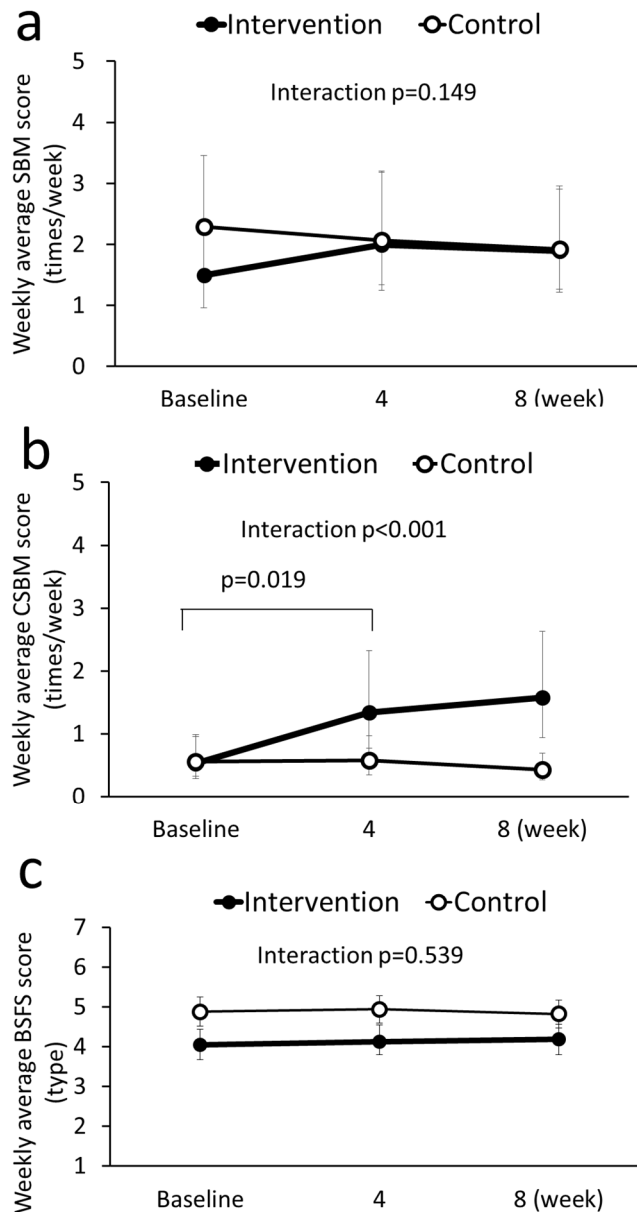 a
Intervention Control
Weekly average SBM score
(times/week)
5
4
3
2
1
0
Interaction p=0.149
Baseline 4 8 (week)
b
Intervention Control
Weekly average CSBM score
(times/week)
5
4
3
2
1
0
Interaction p<0.001
p=0.019
Baseline 4 8 (week)
c
Intervention Control
Weekly average BSFS score
(type)
7
6
5
4
3
2
1
Interaction p=0.539
Baseline 4 8 (week)